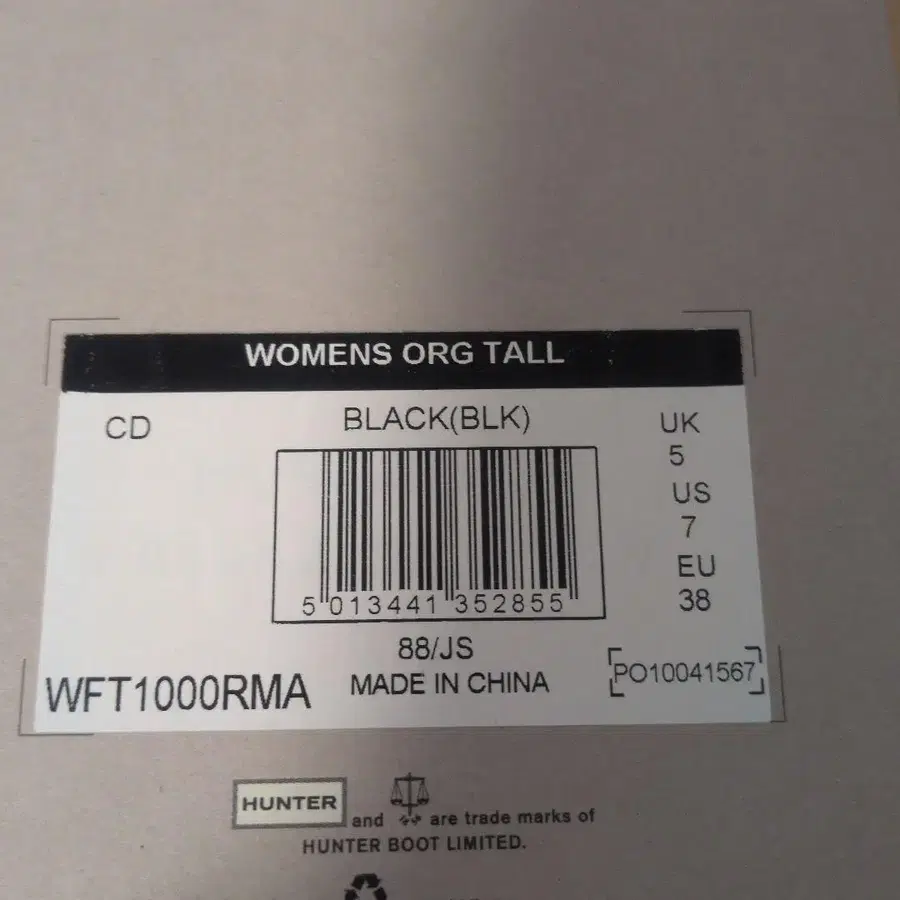 WOMENS ORG TALL
CD
BLACK(BLK)
UK
5
US
7
EU
38
5 013441 352855
88/JS
WFT1000RMA
MADE IN CHINA
PO10041567
HUNTER and are trade marks of
HUNTER BOOT LIMITED.